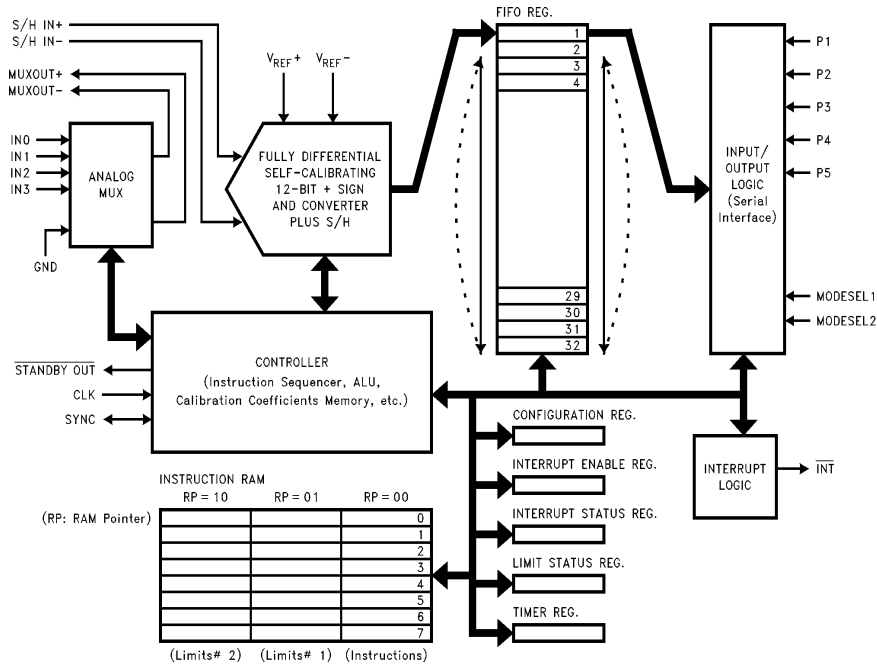 S/H IN+
S/H IN-
MUXOUT+
MUXOUT-
IN0
IN1
IN2
IN3
GND
ANALOG
MUX
VREF+
VREF-
FULLY DIFFERENTIAL
SELF-CALIBRATING
12-BIT + SIGN
AND CONVERTER
PLUS S/H
FIFO REG.
1
2
3
4
29
30
31
32
INPUT/
OUTPUT
LOGIC
(Serial
Interface)
P1
P2
P3
P4
P5
MODESEL1
MODESEL2
STANDBY OUT
CLK
SYNC
CONTROLLER
(Instruction Sequencer, ALU,
Calibration Coefficients Memory, etc.)
INTERRUPT
LOGIC
INT
CONFIGURATION REG.
INTERRUPT ENABLE REG.
INTERRUPT STATUS REG.
LIMIT STATUS REG.
TIMER REG.
INSTRUCTION RAM
RP = 10 RP = 01 RP = 00
(RP: RAM Pointer)
0
1
2
3
4
5
6
7
(Limits# 2) (Limits# 1) (Instructions)